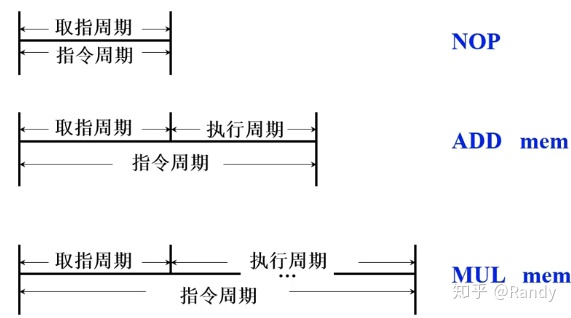 取指周期
NOP
指令周期
取指周期 执行周期
ADD mem
指令周期
取指周期 执行周期
...
MUL mem
指令周期
知乎 @Randy